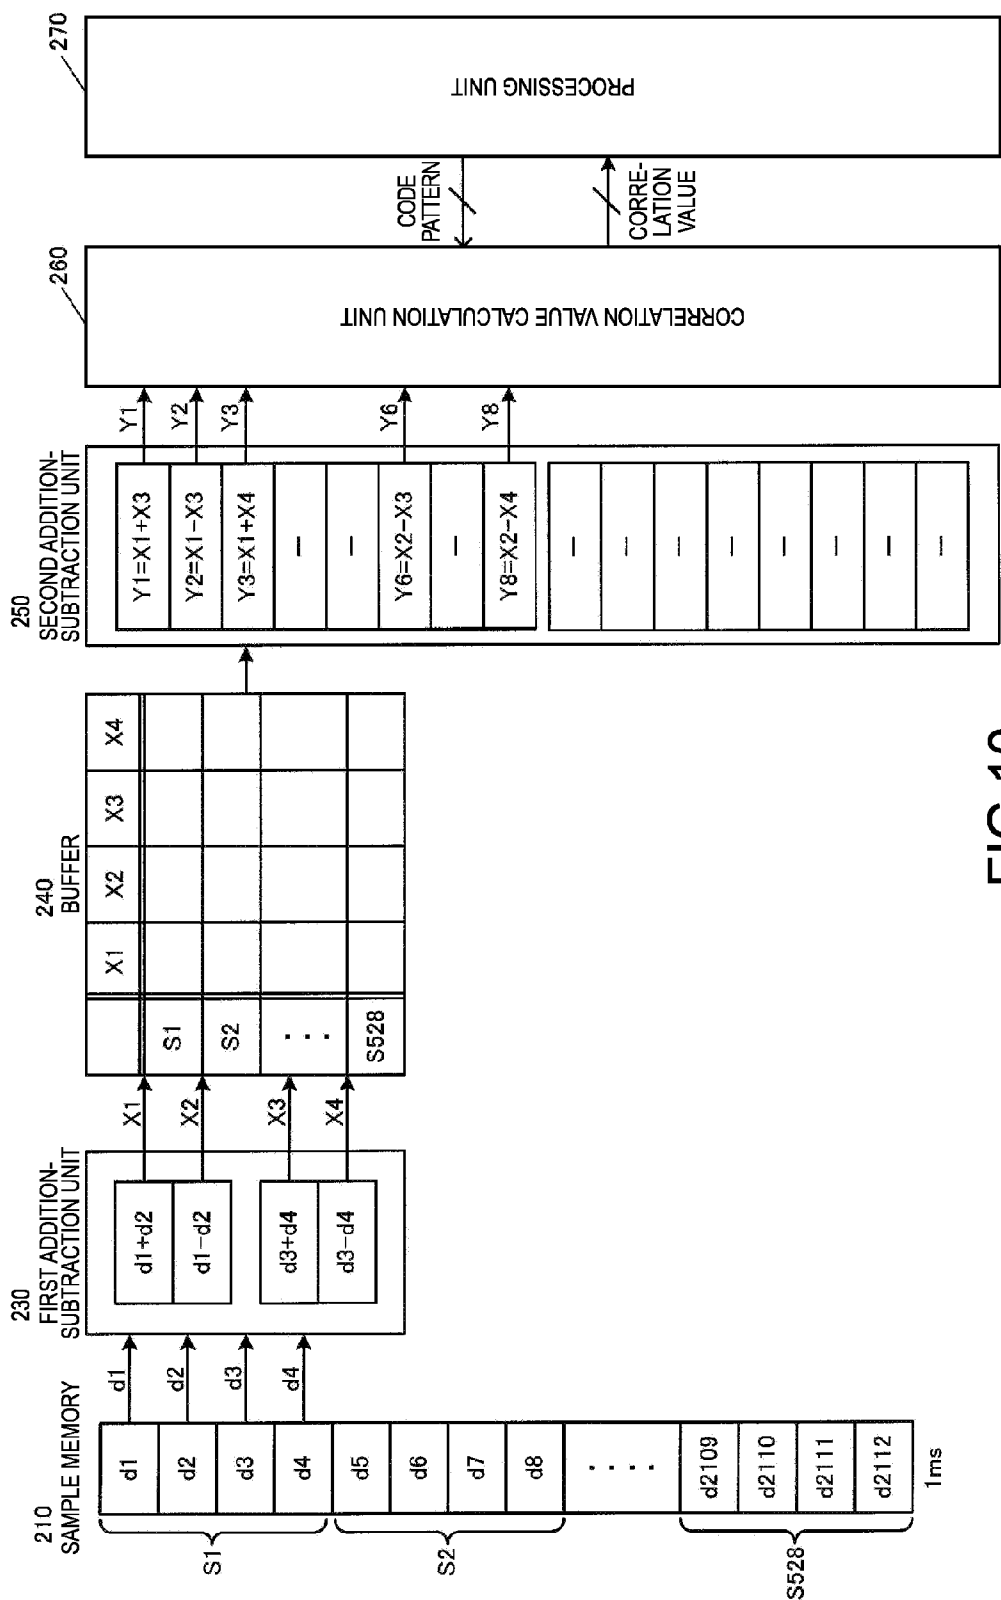 210
SAMPLE MEMORY
S1
S2
S528
d1
d2
d3
d4
d5
d6
d7
d8
. . . .
d2109
d2110
d2111
d2112
1ms
d1
d2
d3
d4
230
FIRST ADDITION-
SUBTRACTION UNIT
d1+d2
d1-d2
d3+d4
d3-d4
X1
X2
X3
X4
240
BUFFER
X1
X2
X3
X4
S1
S2
. . .
S528
250
SECOND ADDITION-
SUBTRACTION UNIT
Y1=X1+X3
Y2=X1-X3
Y3=X1+X4
—
—
Y6=X2-X3
—
Y8=X2-X4
—
—
—
—
—
—
—
—
Y1
Y2
Y3
Y6
Y8
260
CORRELATION VALUE CALCULATION UNIT
CODE
PATTERN
CORRE-
LATION
VALUE
270
PROCESSING UNIT